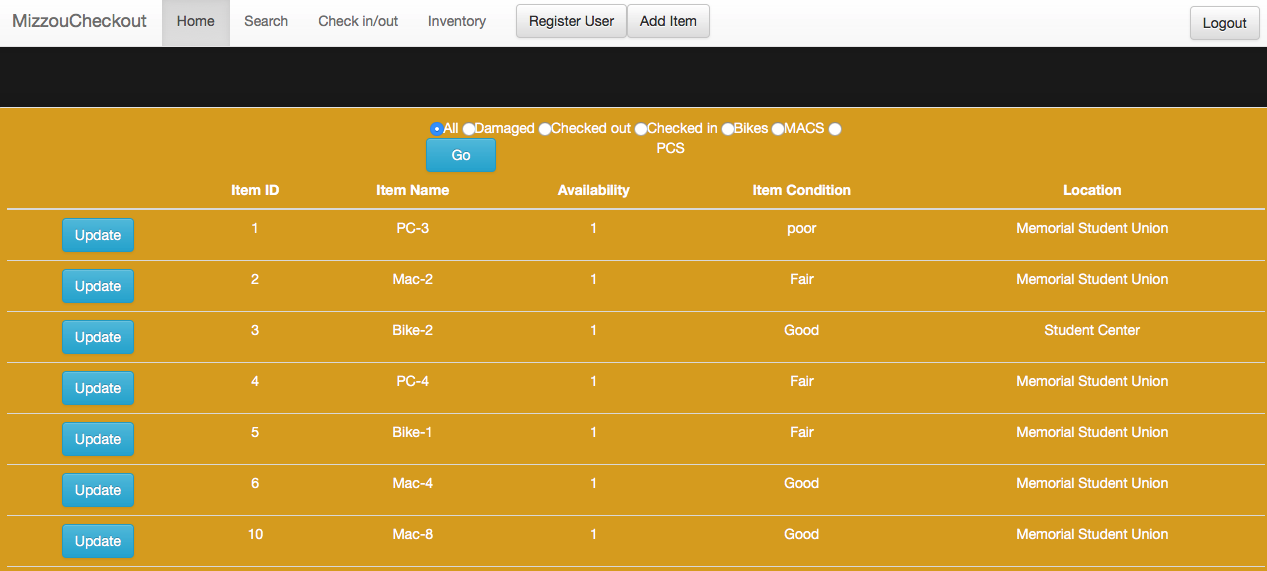 MizzouCheckout Home Search Check in/out Inventory Register User Add Item Logout
All Damaged Checked out Checked in Bikes MACS
PCS
Go
Item ID Item Name Availability Item Condition Location
Update 1 PC-3 1 poor Memorial Student Union
Update 2 Mac-2 1 Fair Memorial Student Union
Update 3 Bike-2 1 Good Student Center
Update 4 PC-4 1 Fair Memorial Student Union
Update 5 Bike-1 1 Fair Memorial Student Union
Update 6 Mac-4 1 Good Memorial Student Union
Update 10 Mac-8 1 Good Memorial Student Union